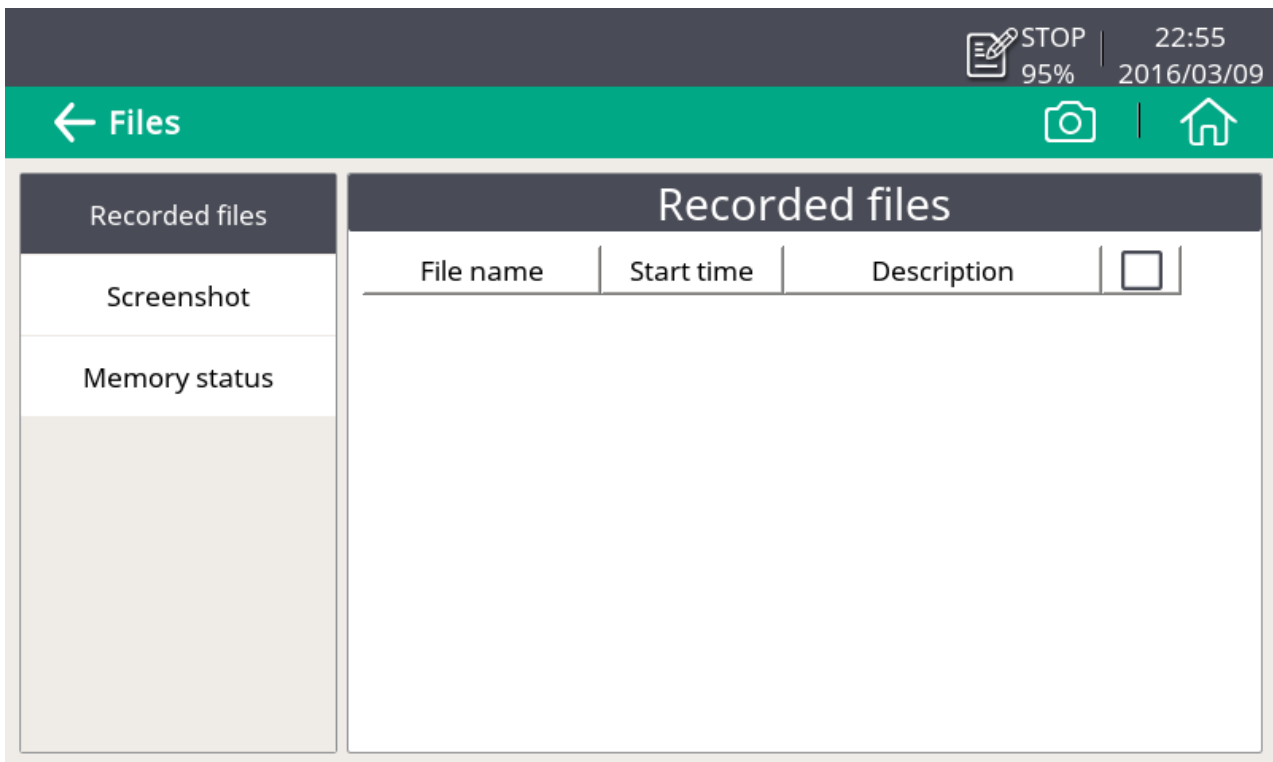 STOP 22:55
95% 2016/03/09
Files
Recorded files
Screenshot
Memory status
Recorded files
File name Start time Description